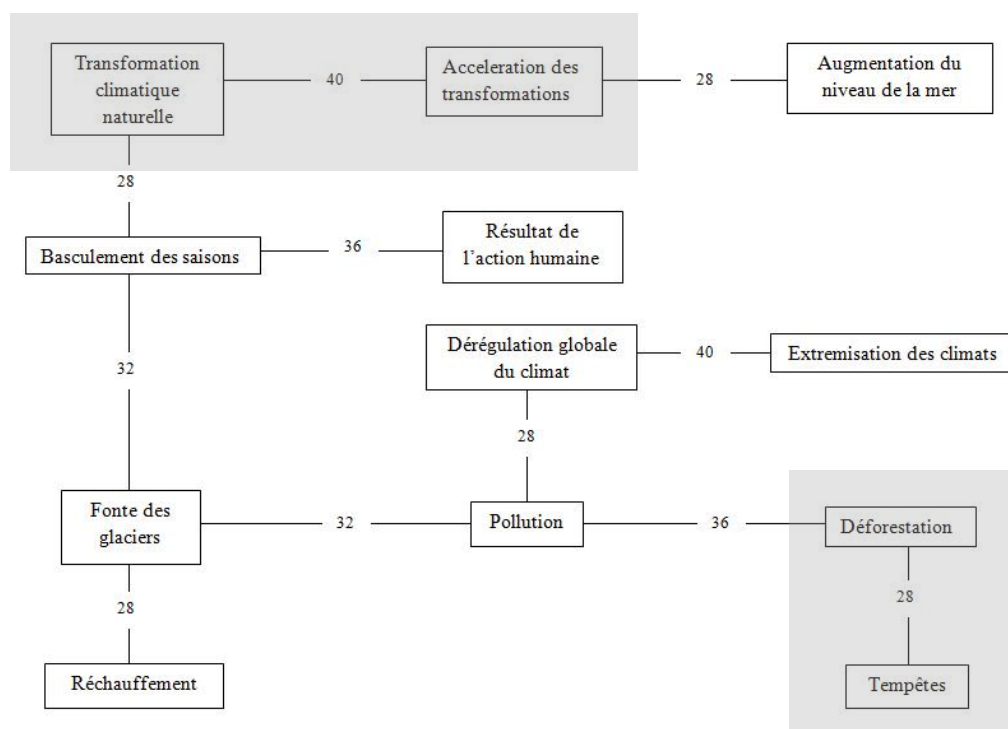 Transformation
climatique
naturelle
40
Acceleration des
transformations
28
Augmentation du
niveau de la mer
28
Basculement des saisons
36
Résultat de
l'action humaine
32
Dérégulation globale
du climat
40
Extremisation des climats
28
Fonte des
glaciers
32
Pollution
36
Déforestation
28
28
Réchauffement
Tempêtes